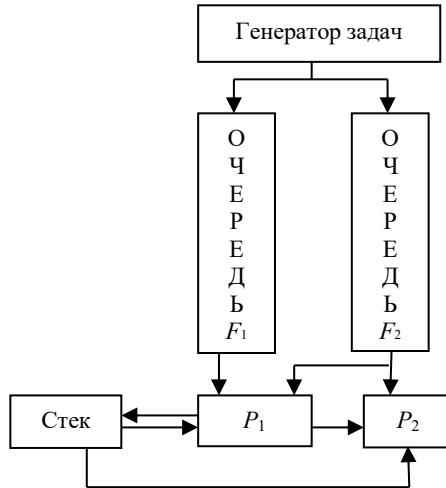 Генератор задач
О
Ч
Е
Р
Е
Д
Ь
F1
О
Ч
Е
Р
Е
Д
Ь
F2
Стек
P1
P2